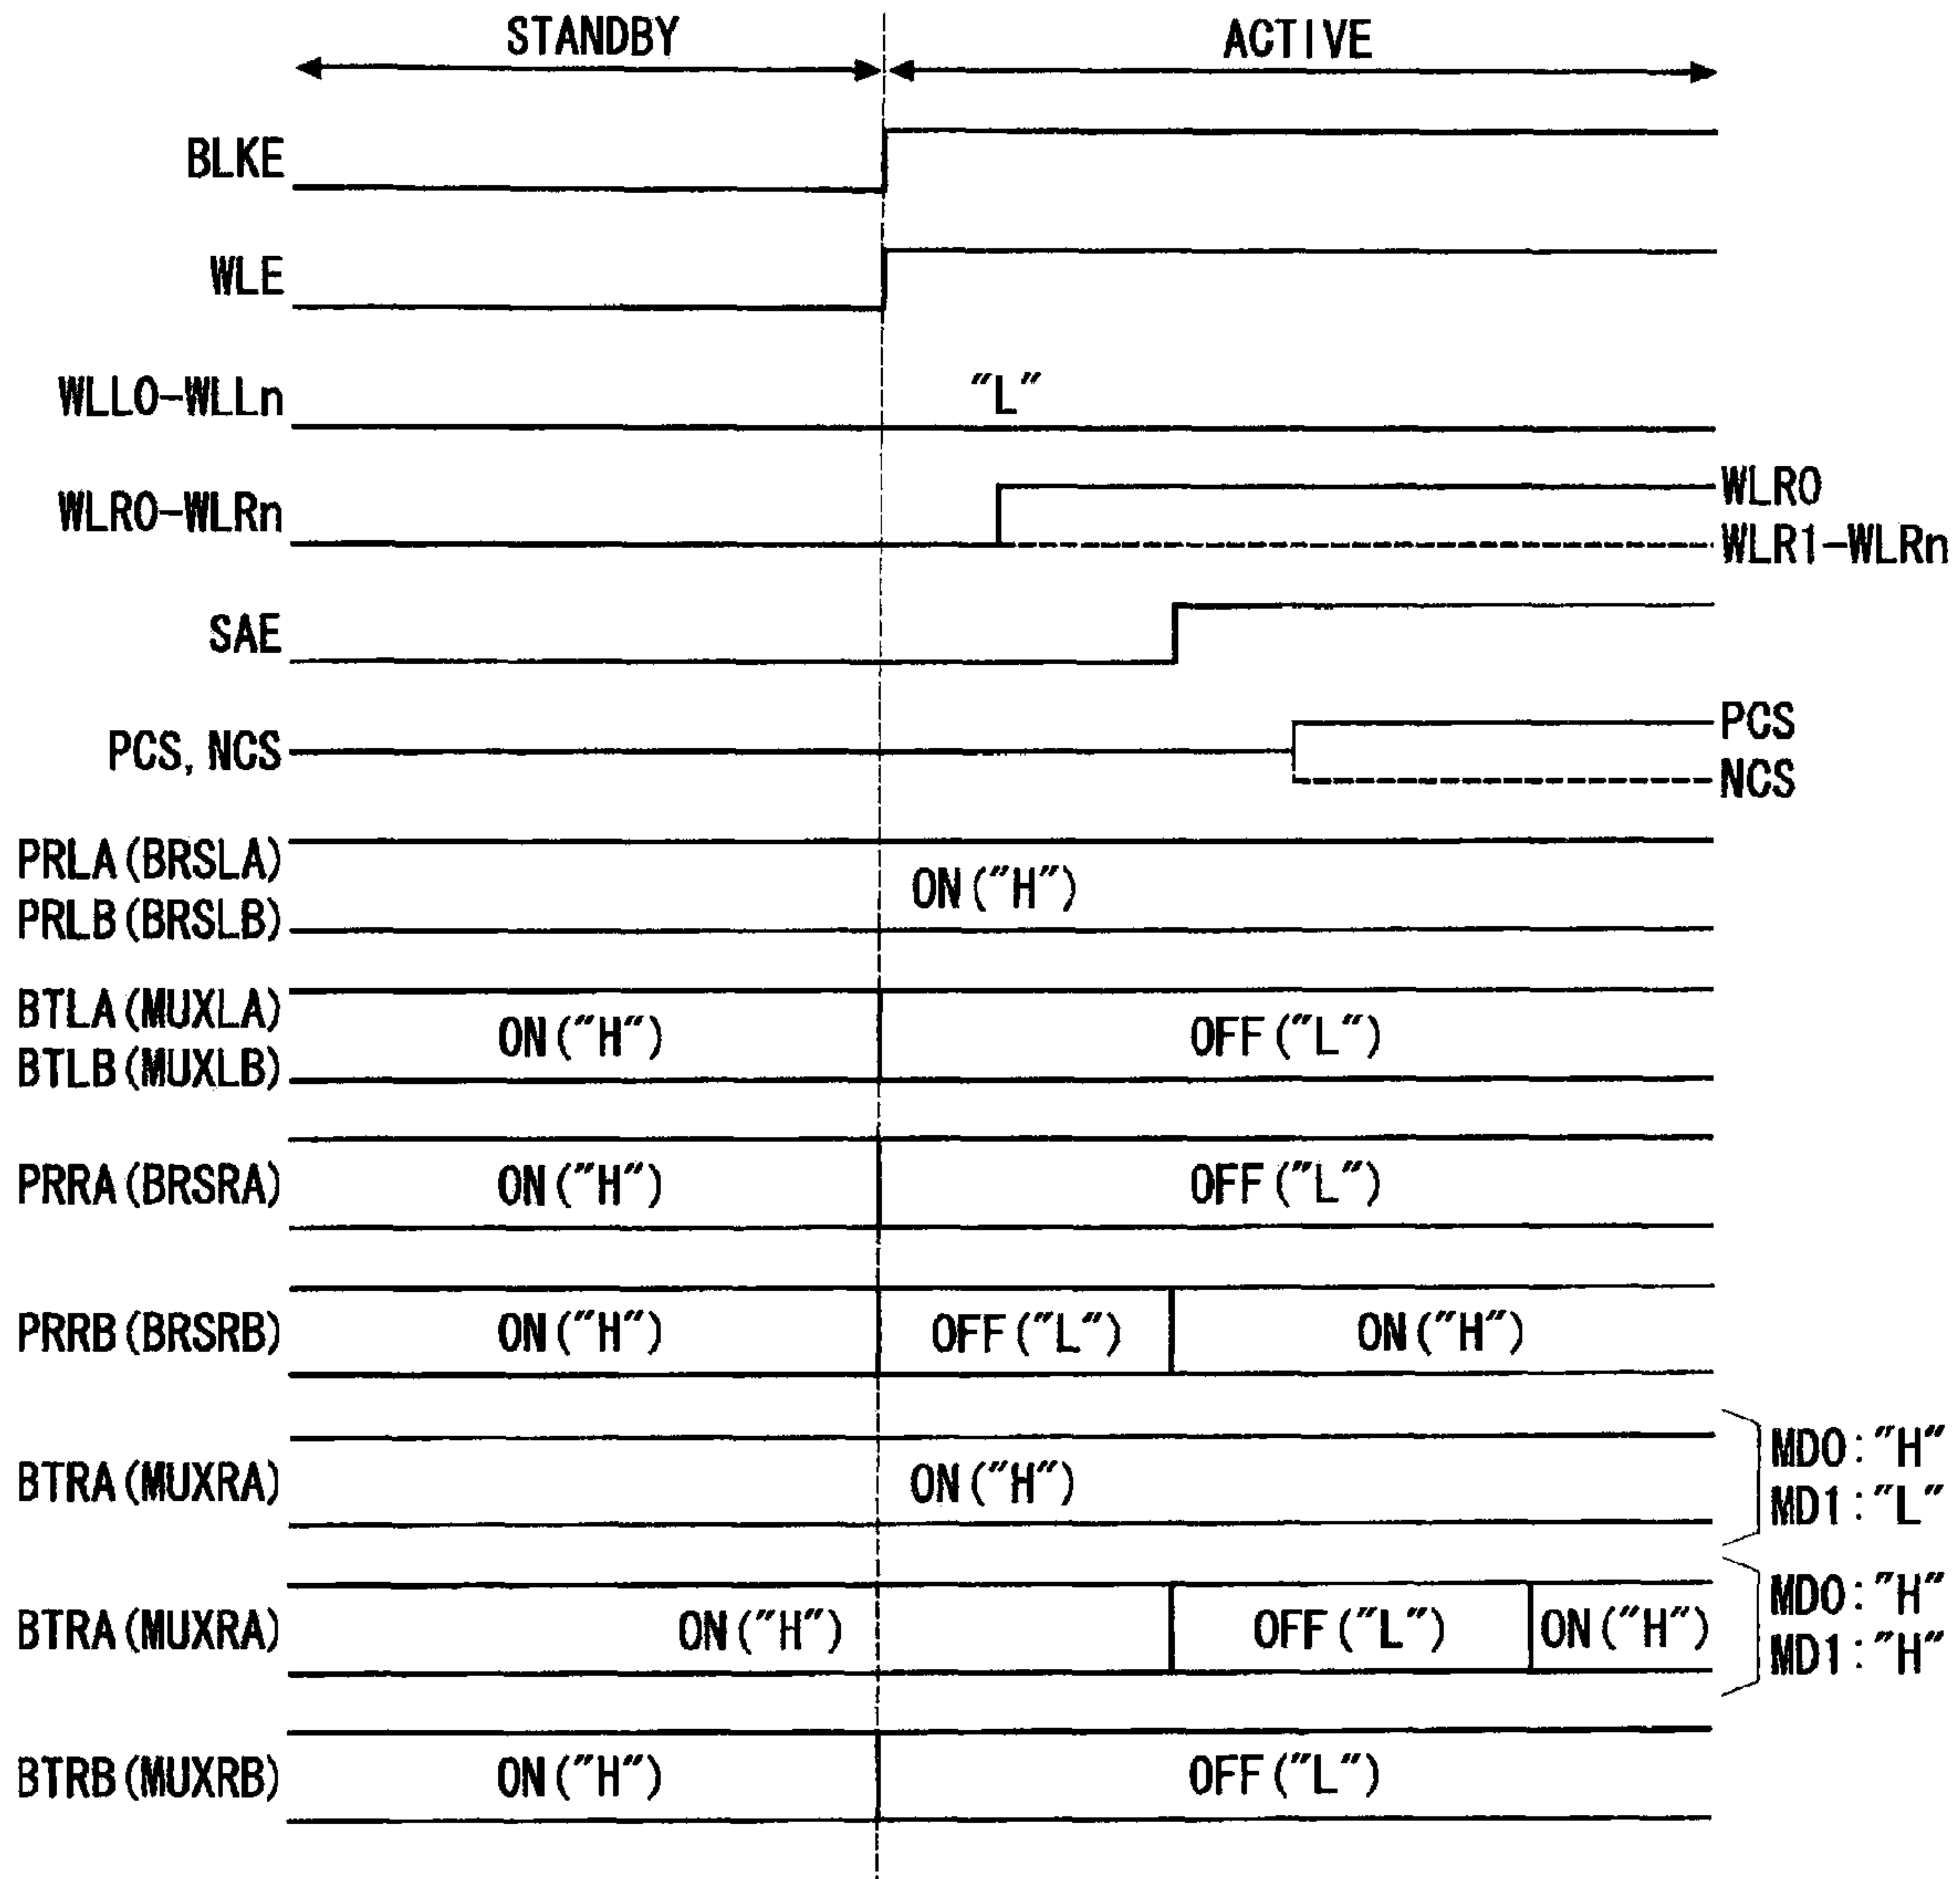 STANDBY ACTIVE
BLKE
WLE
WLL0-WLLn "L"
WLR0-WLRn WLR0
WLR1-WLRn
SAE
PCS, NCS PCS
NCS
PRLA(BRSLA)
PRLB(BRSLB) ON("H")
BTLA(MUXLA)
BTLB(MUXLB) ON("H") OFF("L")
PRRA(BRSRA) ON("H") OFF("L")
PRRB(BRSRB) ON("H") OFF("L") ON("H")
BTRA(MUXRA) ON("H") MD0:"H"
MD1:"L"
BTRA(MUXRA) ON("H") OFF("L") ON("H") MD0:"H"
MD1:"H"
BTRB(MUXRB) ON("H") OFF("L")